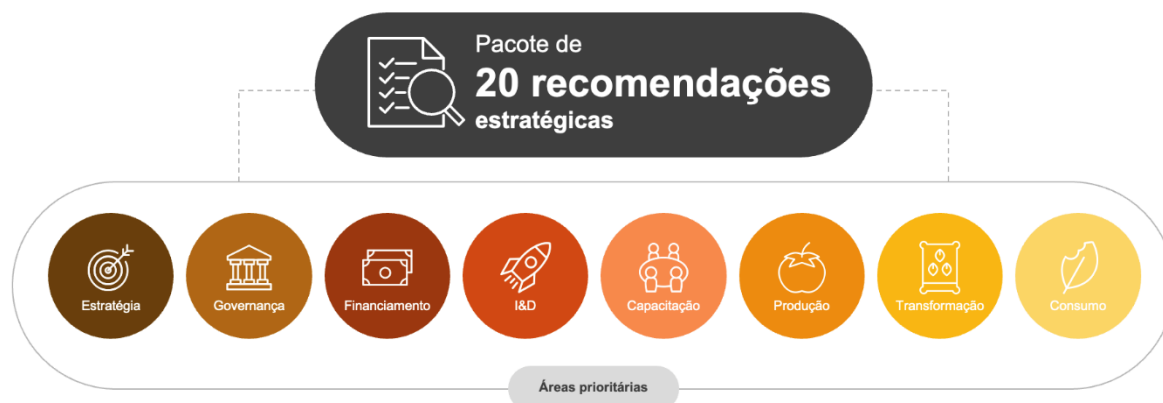 Pacote de
20 recomendações
estratégicas
Estratégia
Governança
Financiamento
I&D
Capacitação
Produção
Transformação
Consumo
Áreas prioritárias